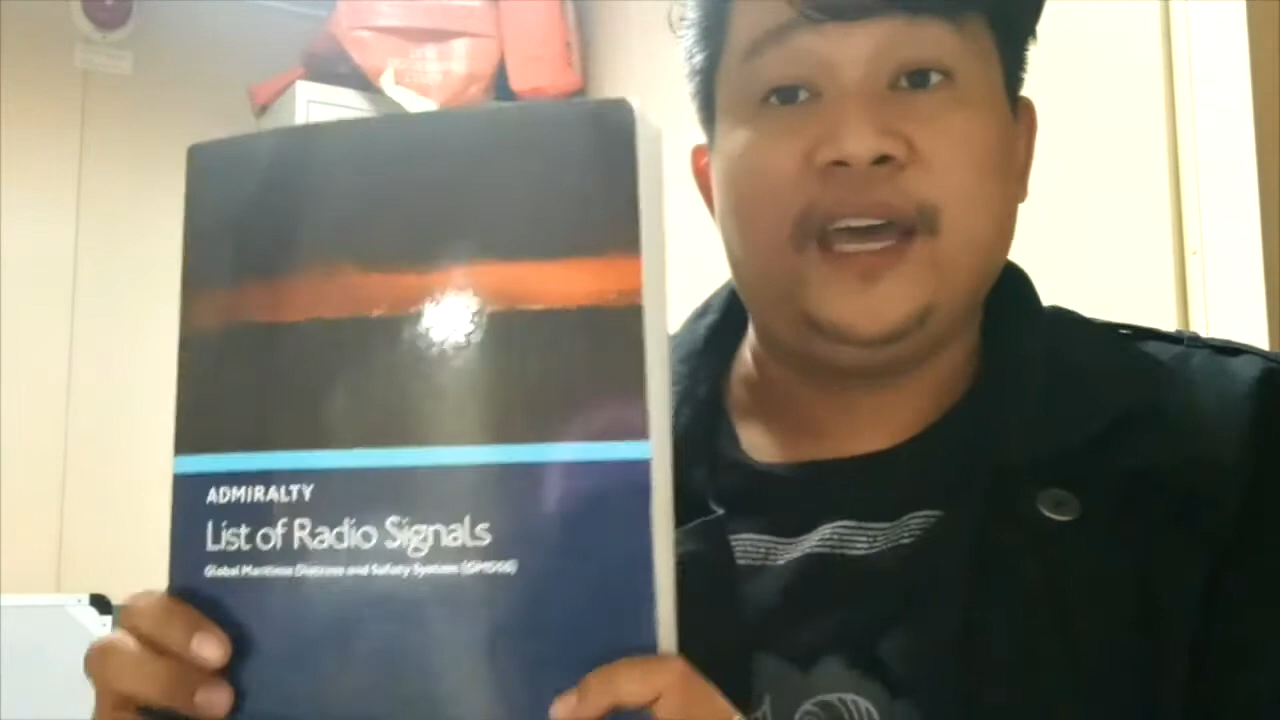 ADMIRALTY
List of Radio Signals
Global Maritime Distress and Safety System (GMDSS)